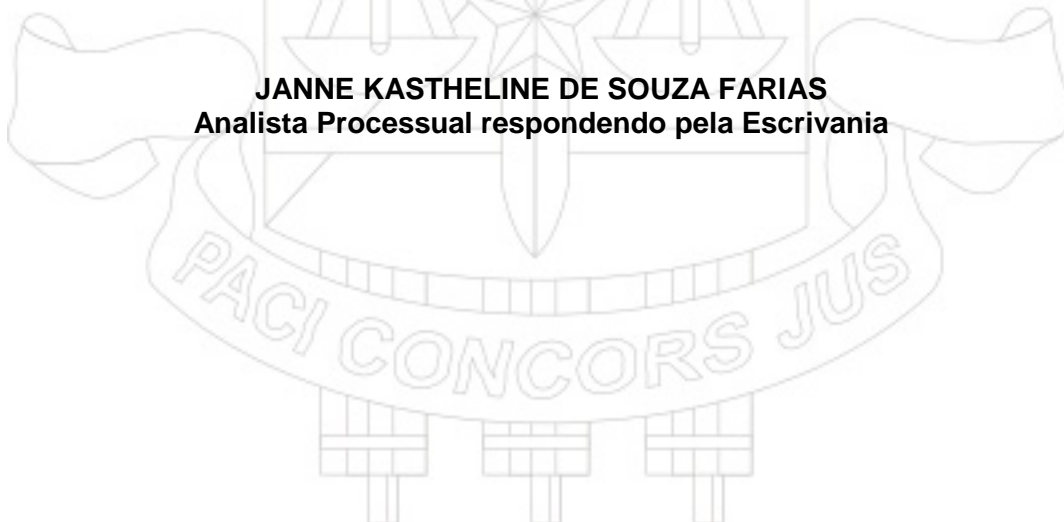 JANNE KASTHELINE DE SOUZA FARIAS
Analista Processual respondendo pela Escrivania
PACI CONCORS JUS